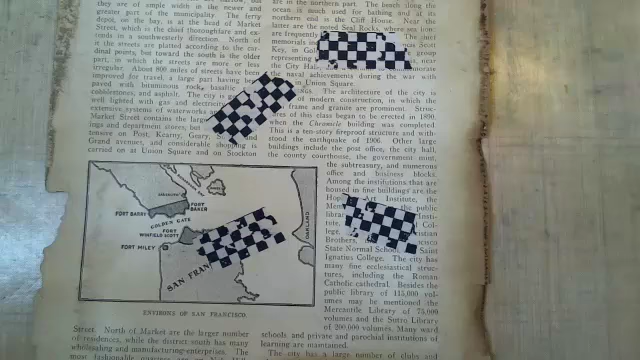 they are of ample width in the newer and
greater part of the municipality. The ferry
depot, on the bay, is at the head of Market
Street, which is the chief thoroughfare and ex-
tends in a southwesterly direction. North of
it the streets are platted according to the car-
dinal points, but toward the south is the older
part, in which the streets are more or less
irregular. About 800 miles of streets have been
improved for travel, a large part having
paved with bituminous rock, basaltic
cobblestones, and asphalt. The city is
well lighted with gas and electricity
extensive systems of waterworks
Market Street contains the large
ings and department stores, but
tensive on Post, Kearny, Geary,
Grand avenues, and considerable shopping is
carried on at Union Square and on Stockton
are in the northern part. The beach along the
ocean is much used for bathing and at its
northern end is the Cliff House. Near the
latter are the noted Seal Rocks, where sea lion
are frequently
memorials in Scott
Key, in Gol group
representing near
the City Hall,
the naval achievements during the war with
in Union Square.
The architecture of the city is
of modern construction, in which the
frams and granite are prominent. Struc-
ures of this class began to be erected in 1890,
when the Chronicle building was completed.
This is a ten-story fireproof structure and with-
stood the earthquake of 1906. Other large
buildings include the post office, the city hall,
the county courthouse, the government mint,
the subtreasury, and numerous
office and business blocks.
Among the institutions that are
housed in fine buildings are the
Art Institute, the
the public
Brothers,
State Normal School
Ignatius College. The city has
many fine ecclesiastical struc-
tures, including the Roman
Catholic cathedral. Besides the
public library of 115,000 vol-
umes may be mentioned the
Mercantile Library of 75,000
volumes and the Sutro Library
of 200,000 volumes. Many ward
schools and private and parochial institutions of
learning are maintained.
The city has a large number of clubs and
SAUSALITO
FORT BAKER
FORT BARRY
GOLDEN GATE
FORT WINFIELD SCOTT
FORT MILEY
SAN FRAN
OAKLAND
ENVIRONS OF SAN FRANCISCO.
Street. North of Market are the larger number
of residences, while the district south has many
wholesaling and manufacturing enterprises. The